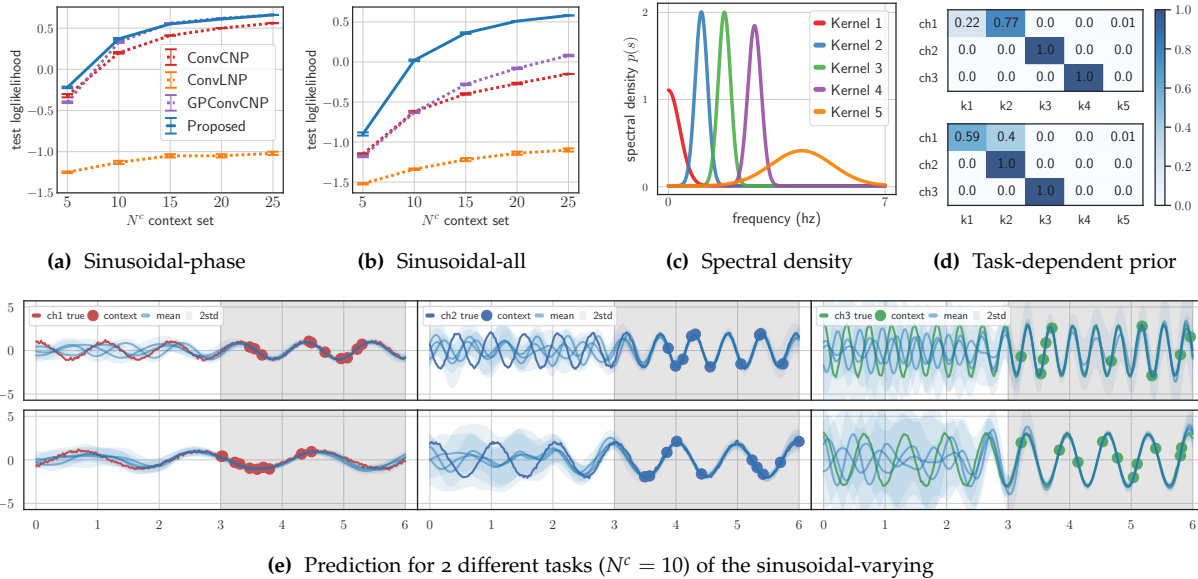 test loglikelihood
0.5
0.0
−0.5
−1.0
−1.5
5 10 15 20 25
N^c context set
ConvCNP
ConvLNP
GPConvCNP
Proposed
(a) Sinusoidal-phase
test loglikelihood
0.5
0.0
−0.5
−1.0
−1.5
5 10 15 20 25
N^c context set
(b) Sinusoidal-all
spectral density p(s)
2
1
0
0 7
frequency (hz)
Kernel 1
Kernel 2
Kernel 3
Kernel 4
Kernel 5
(c) Spectral density
ch1 0.22 0.77 0.0 0.0 0.01
ch2 0.0 0.0 1.0 0.0 0.0
ch3 0.0 0.0 0.0 1.0 0.0
k1 k2 k3 k4 k5
ch1 0.59 0.4 0.0 0.0 0.01
ch2 0.0 1.0 0.0 0.0 0.0
ch3 0.0 0.0 1.0 0.0 0.0
k1 k2 k3 k4 k5
1.0
0.8
0.6
0.4
0.2
0.0
(d) Task-dependent prior
ch1 true context mean 2std
ch2 true context mean 2std
ch3 true context mean 2std
5
0
−5
0 1 2 3 4 5 6
5
0
−5
0 1 2 3 4 5 6
0 1 2 3 4 5 6
0 1 2 3 4 5 6
(e) Prediction for 2 different tasks (N^c = 10) of the sinusoidal-varying